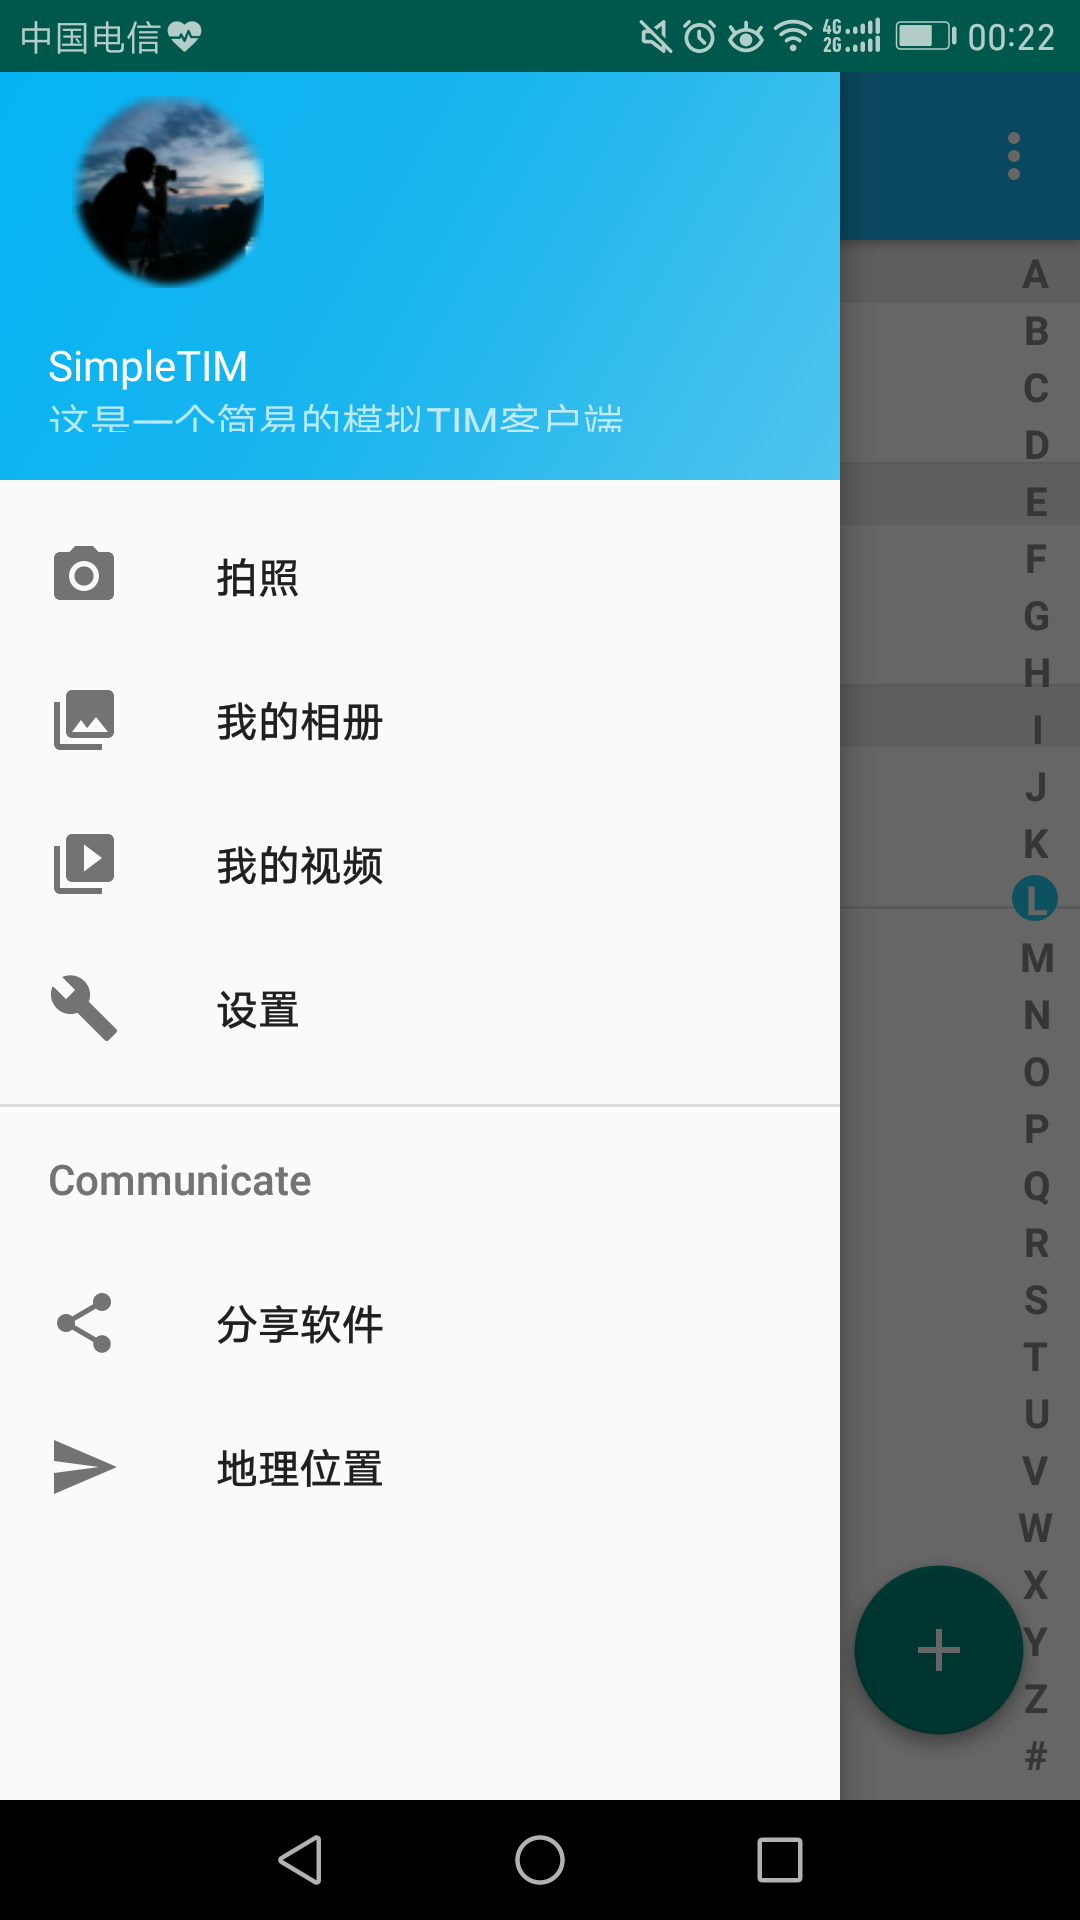 中国电信
4G
2G
00:22
SimpleTIM
这是一个简易的模拟TIM客户端
拍照
我的相册
我的视频
设置
Communicate
分享软件
地理位置
A
B
C
D
E
F
G
H
I
J
K
L
M
N
O
P
Q
R
S
T
U
V
W
X
Y
Z
#